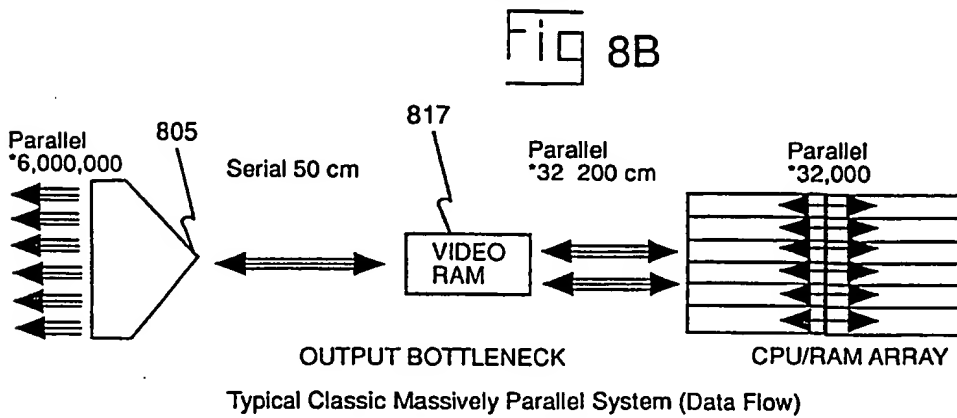 Fig 8B
805
817
Parallel
*6,000,000
Serial 50 cm
Parallel
*32 200 cm
Parallel
*32,000
VIDEO
RAM
OUTPUT BOTTLENECK
CPU/RAM ARRAY
Typical Classic Massively Parallel System (Data Flow)